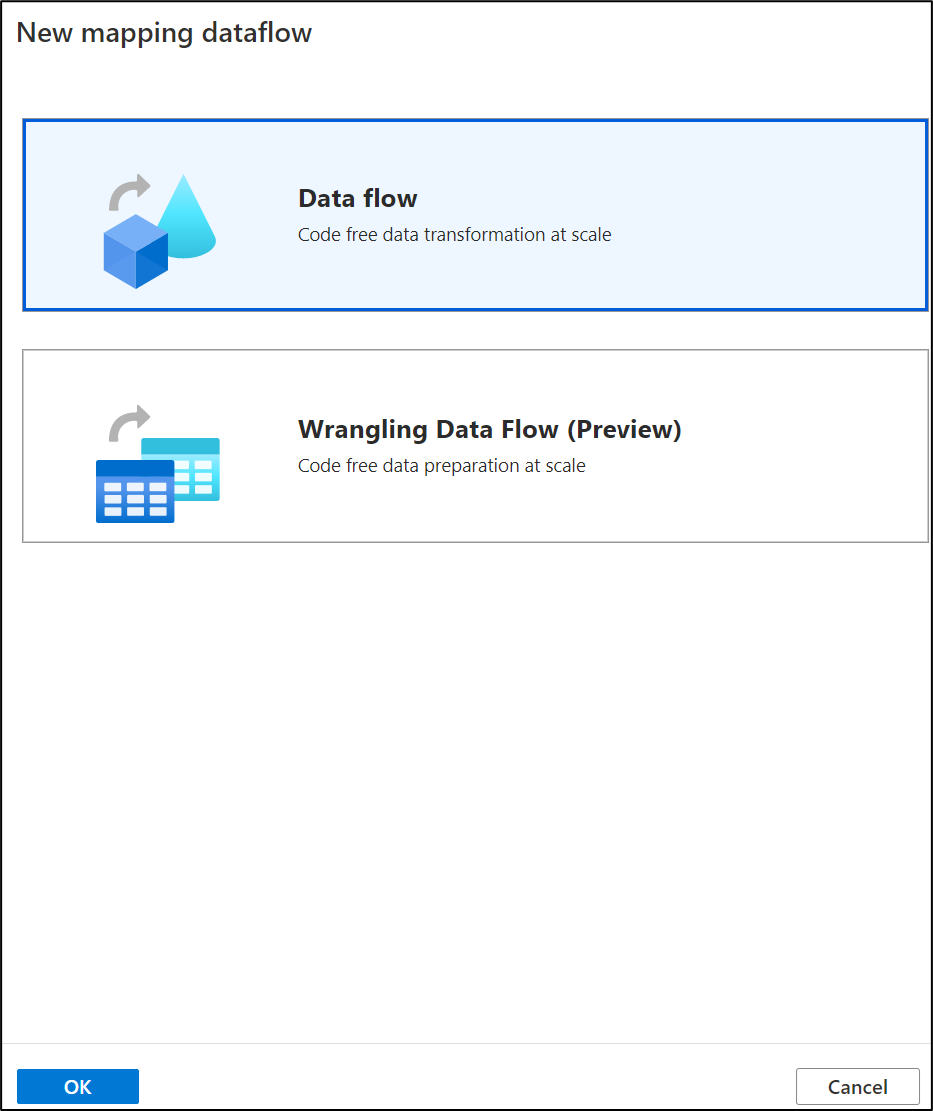 New mapping dataflow
Data flow
Code free data transformation at scale
Wrangling Data Flow (Preview)
Code free data preparation at scale
OK
Cancel